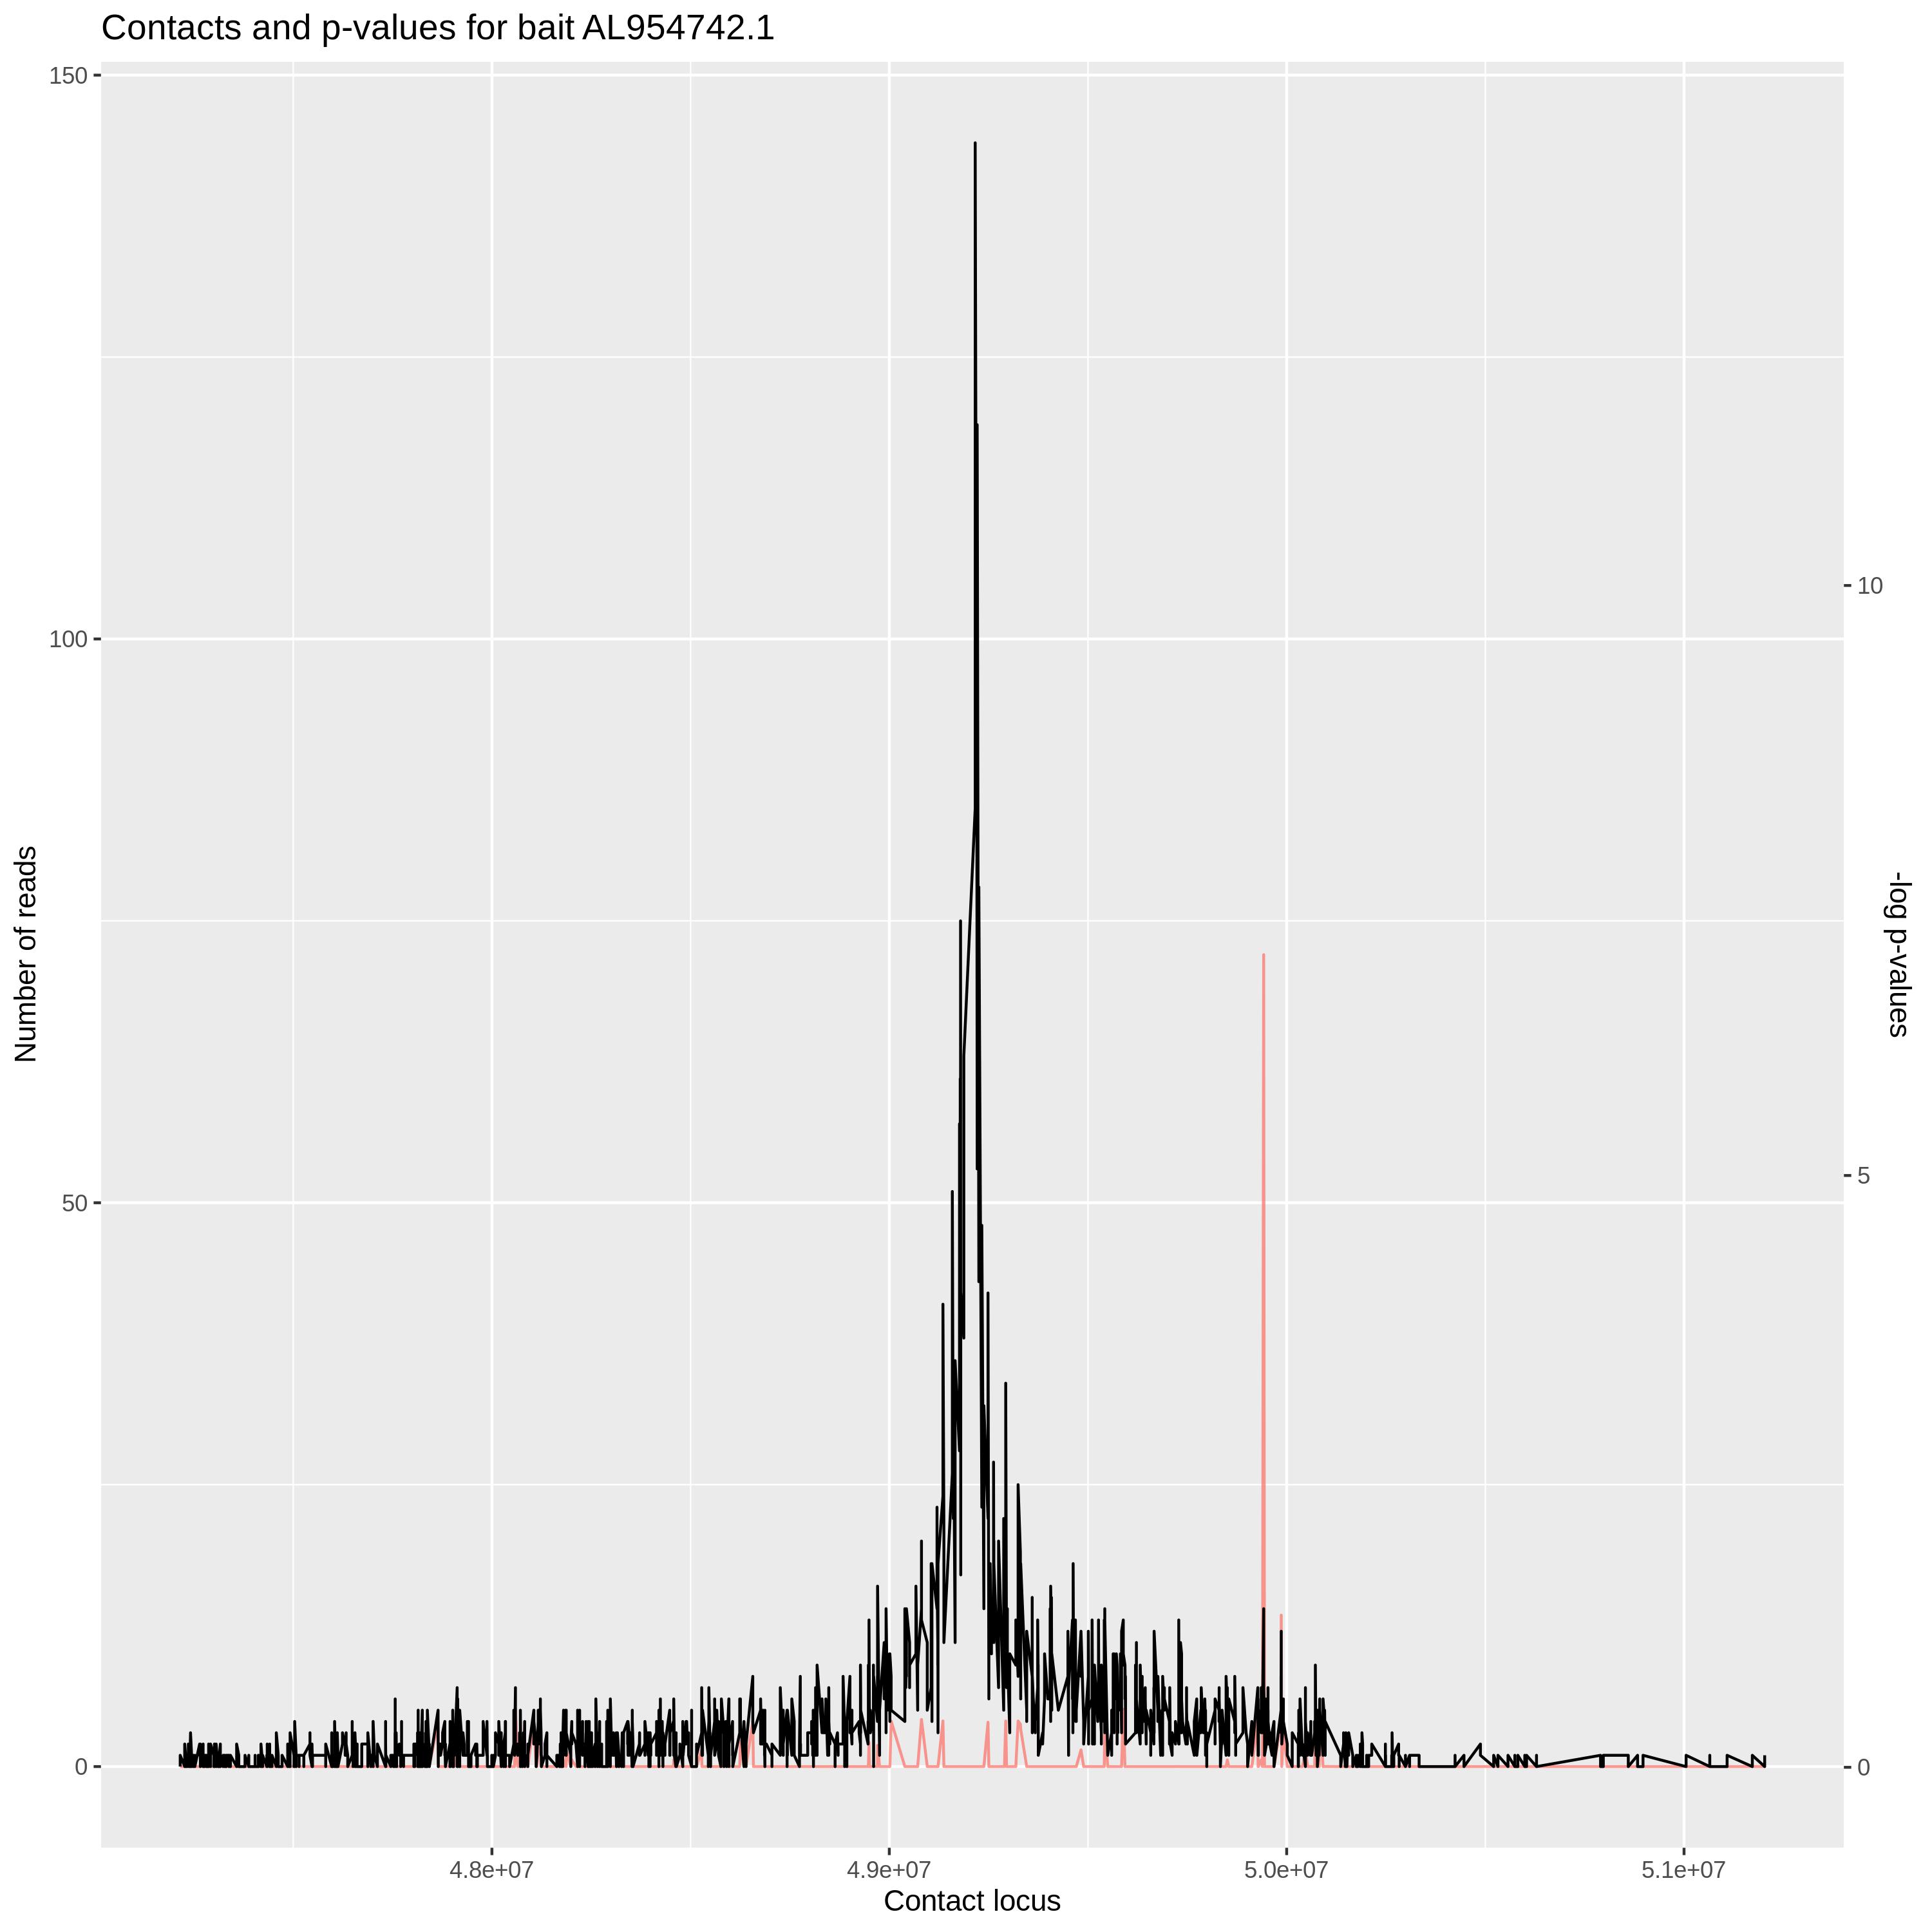 Contacts and p-values for bait AL954742.1
150
100
50
0
Number of reads
10
5
0
-log p-values
4.8e+07
4.9e+07
5.0e+07
5.1e+07
Contact locus